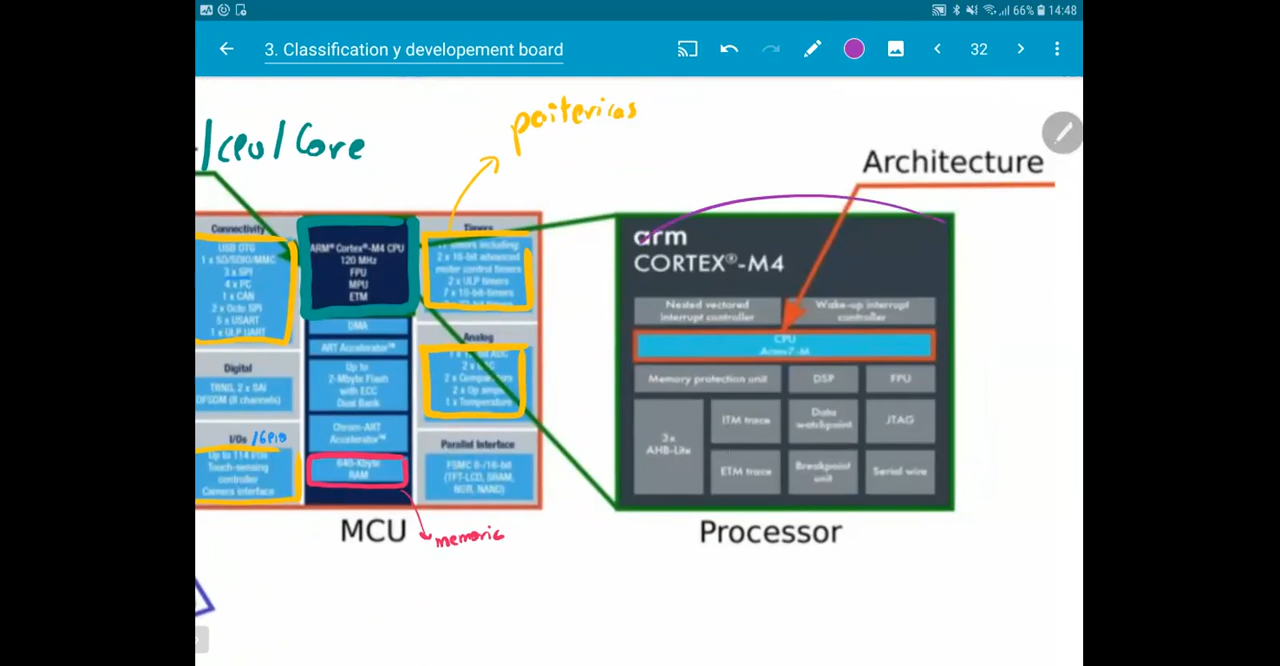 66% 14:48
3. Classification y developement board
32
/CPU/Core
poitericas
Architecture
Connectivity
USB OTG
1 x SD/SDIO/MMC
3 x SPI
4 x I²C
1 x CAN
2 x Octo SPI
5 x USART
1 x ULP UART
Digital
TRNG, 2 x SAI
DFSDM (8 channels)
I/Os /GPIO
Up to 114 I/Os
Touch-sensing
controller
Camera interface
ARM® Cortex®-M4 CPU
120 MHz
FPU
MPU
ETM
DMA
ART Accelerator™
Up to
2-Mbyte Flash
with ECC
Dual Bank
Chrom-ART
Accelerator™
640-Kbyte
RAM
Timers
timers including:
2 x 16-bit advanced
motor control timers
2 x ULP timers
7 x 16-bit-timers
Analog
2 x Comparators
2 x Op amps
1 x Temperature
Parallel Interface
FSMC 8-/16-bit
(TFT-LCD, SRAM,
NOR, NAND)
MCU
memoria
arm
CORTEX®-M4
Nested vectored
interrupt controller
Wake-up interrupt
controller
CPU
Armv7-M
Memory protection unit
DSP
FPU
3x
AHB-Lite
ITM trace
Data
watchpoint
JTAG
ETM trace
Breakpoint
unit
Serial wire
Processor